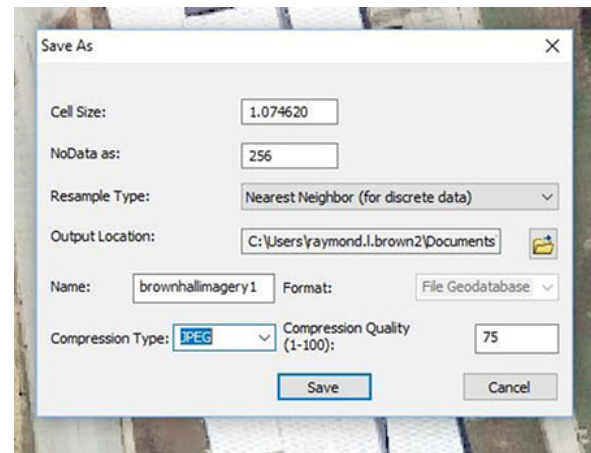 Save As
Cell Size: 1.074620
NoData as: 256
Resample Type: Nearest Neighbor (for discrete data)
Output Location: C:\Users\raymond.l.brown2\Documents
Name: brownhallimagery1 Format: File Geodatabase
Compression Type: JPEG Compression Quality
(1-100): 75
Save Cancel